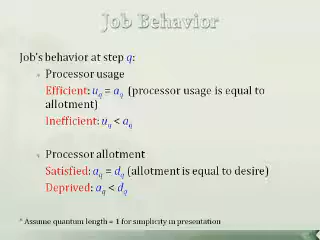 Job Behavior
Job's behavior at step q:
Processor usage
Efficient: uq = aq (processor usage is equal to
allotment)
Inefficient: uq < aq
Processor allotment
Satisfied: aq = dq (allotment is equal to desire)
Deprived: aq < dq
* Assume quantum length = 1 for simplicity in presentation